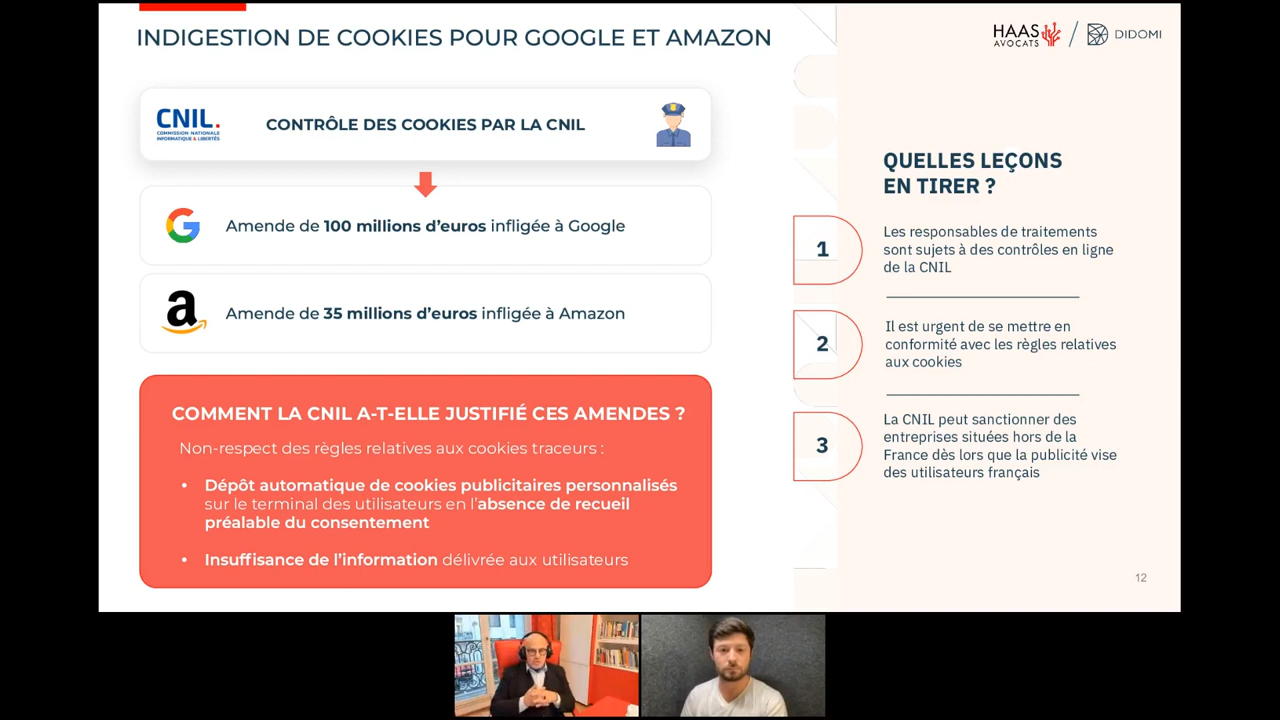 INDIGESTION DE COOKIES POUR GOOGLE ET AMAZON
HAAS
AVOCATS
DIDOMI
CNIL.
COMMISSION NATIONALE
INFORMATIQUE & LIBERTÉS
CONTRÔLE DES COOKIES PAR LA CNIL
Amende de 100 millions d’euros infligée à Google
Amende de 35 millions d’euros infligée à Amazon
COMMENT LA CNIL A-T-ELLE JUSTIFIÉ CES AMENDES ?
Non-respect des règles relatives aux cookies traceurs :
• Dépôt automatique de cookies publicitaires personnalisés
sur le terminal des utilisateurs en l’absence de recueil
préalable du consentement
• Insuffisance de l’information délivrée aux utilisateurs
QUELLES LEÇONS
EN TIRER ?
1
Les responsables de traitements
sont sujets à des contrôles en ligne
de la CNIL
2
Il est urgent de se mettre en
conformité avec les règles relatives
aux cookies
3
La CNIL peut sanctionner des
entreprises situées hors de la
France dès lors que la publicité vise
des utilisateurs français
12